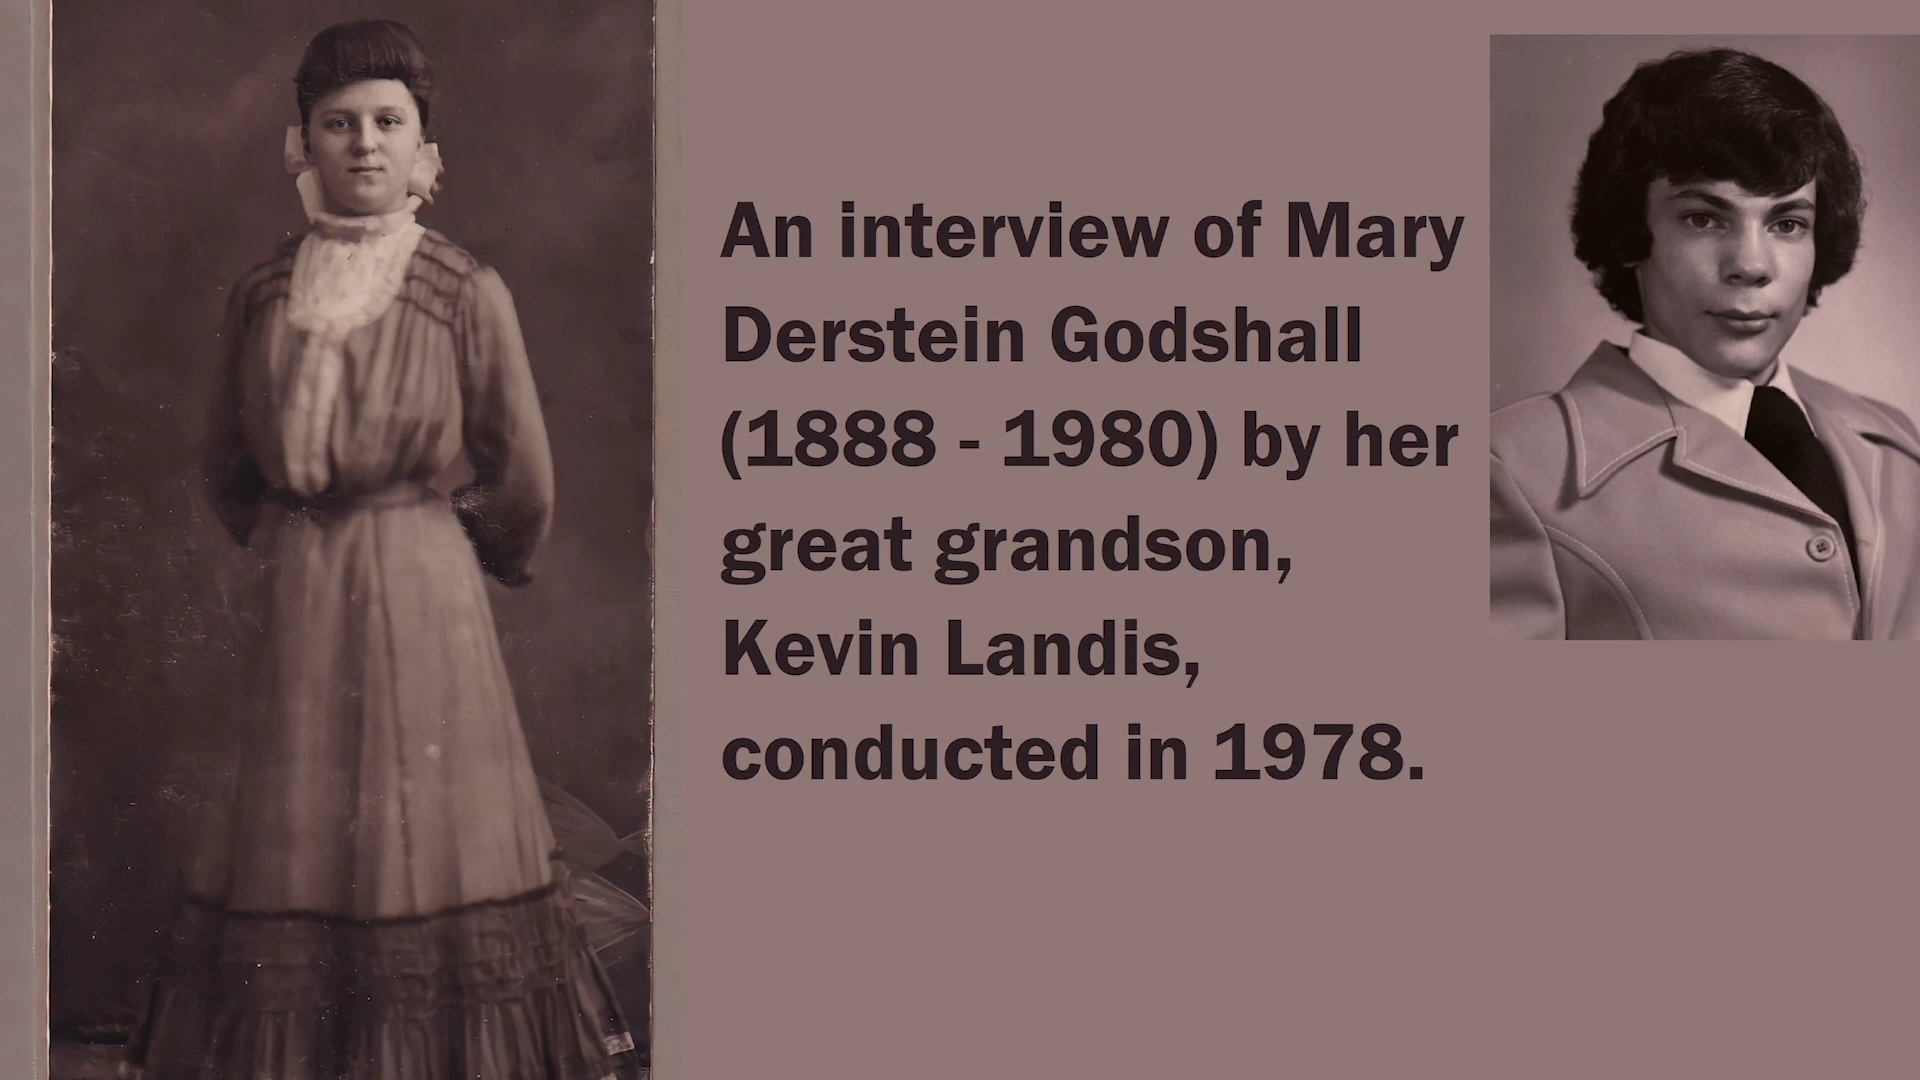 An interview of Mary
Derstein Godshall
(1888 - 1980) by her
great grandson,
Kevin Landis,
conducted in 1978.